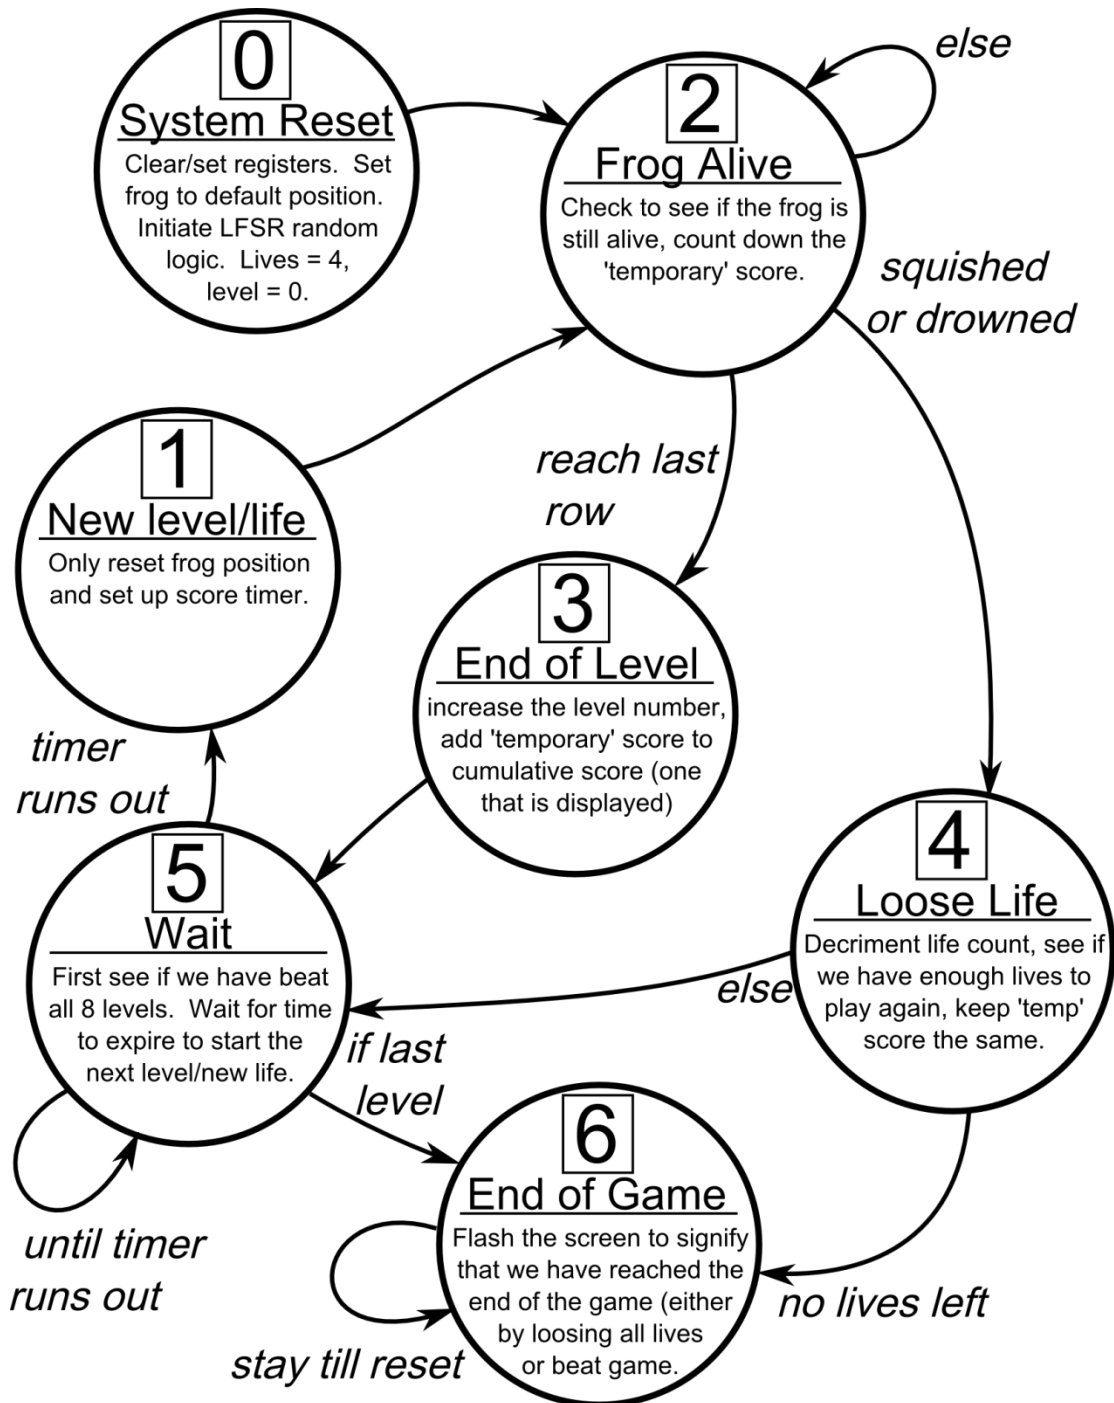 0
System Reset
Clear/set registers.  Set
frog to default position.
Initiate LFSR random
logic.  Lives = 4,
level = 0.
2
Frog Alive
Check to see if the frog is
still alive, count down the
'temporary' score.
else
squished
or drowned
1
New level/life
Only reset frog position
and set up score timer.
reach last
row
3
End of Level
increase the level number,
add 'temporary' score to
cumulative score (one
that is displayed)
timer
runs out
4
Loose Life
Decriment life count, see if
we have enough lives to
play again, keep 'temp'
score the same.
5
Wait
First see if we have beat
all 8 levels.  Wait for time
to expire to start the
next level/new life.
else
if last
level
until timer
runs out
6
End of Game
Flash the screen to signify
that we have reached the
end of the game (either
by loosing all lives
or beat game.
no lives left
stay till reset